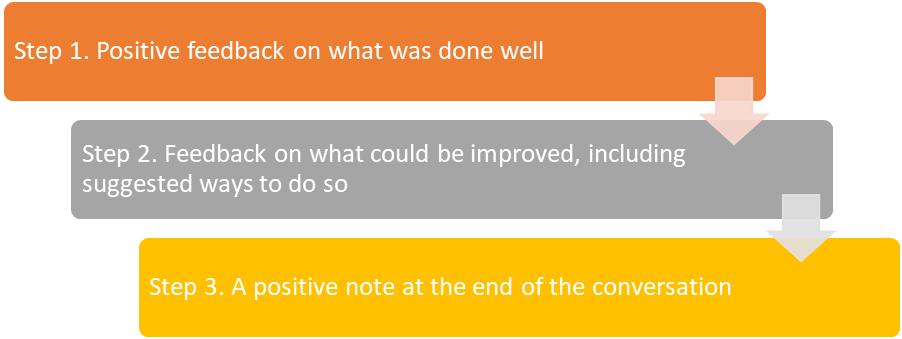 Step 1. Positive feedback on what was done well
Step 2. Feedback on what could be improved, including
suggested ways to do so
Step 3. A positive note at the end of the conversation